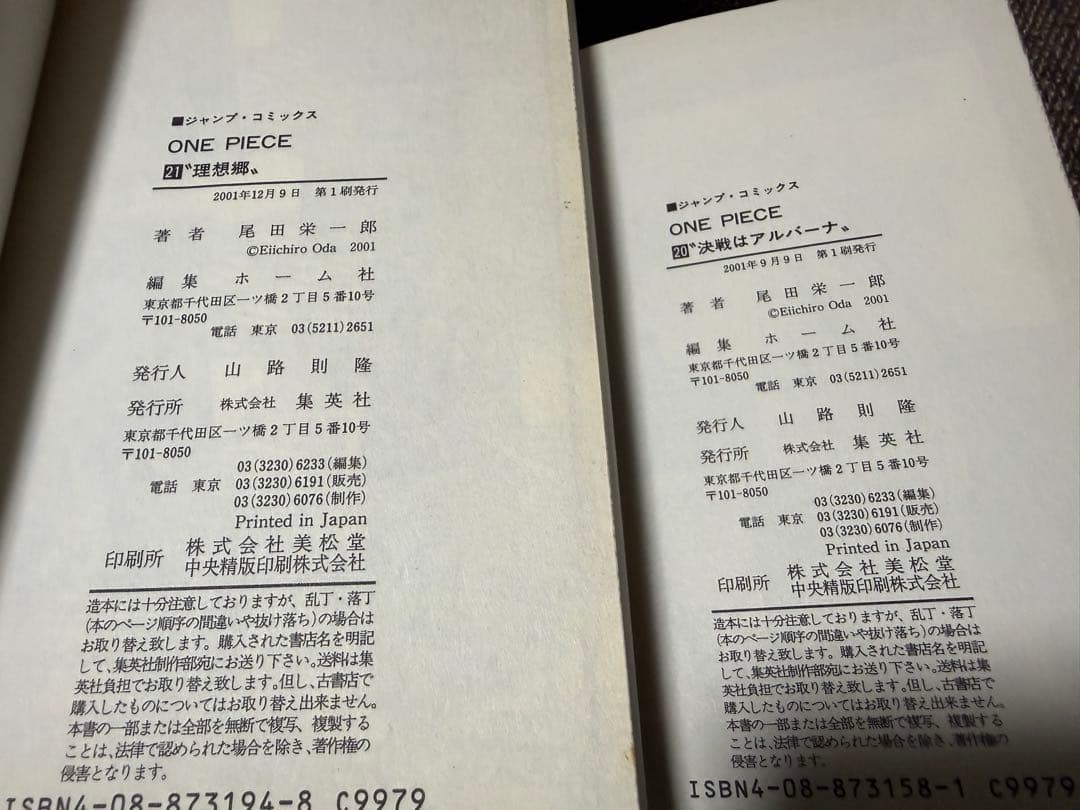 ■ジャンプ・コミックス
ONE PIECE
21 〝理想郷〟
2001年12月9日 第1刷発行
著者 尾田栄一郎
©Eiichiro Oda 2001
編集 ホーム社
東京都千代田区一ツ橋2丁目5番10号
〒101-8050
電話 東京 03(5211)2651
発行人 山路則隆
発行所 株式会社 集英社
東京都千代田区一ツ橋2丁目5番10号
〒101-8050
03(3230)6233(編集)
電話 東京 03(3230)6191(販売)
03(3230)6076(制作)
Printed in Japan
印刷所 株式会社美松堂
中央精版印刷株式会社
造本には十分注意しておりますが、乱丁・落丁
(本のページ順序の間違いや抜け落ち)の場合は
お取り替え致します。購入された書店名を明記
して、集英社制作部宛にお送り下さい。送料は集
英社負担でお取り替え致します。但し、古書店で
購入したものについてはお取り替え出来ません。
本書の一部または全部を無断で複写、複製する
ことは、法律で認められた場合を除き、著作権の
侵害となります。
ISBN4-08-873194-8 C9979
■ジャンプ・コミックス
ONE PIECE
20 〝決戦はアルバーナ〟
2001年9月9日 第1刷発行
著者 尾田栄一郎
©Eiichiro Oda 2001
編集 ホーム社
東京都千代田区一ツ橋2丁目5番10号
〒101-8050
電話 東京 03(5211)2651
発行人 山路則隆
発行所 株式会社 集英社
東京都千代田区一ツ橋2丁目5番10号
〒101-8050
03(3230)6233(編集)
電話 東京 03(3230)6191(販売)
03(3230)6076(制作)
Printed in Japan
印刷所 株式会社美松堂
中央精版印刷株式会社
造本には十分注意しておりますが、乱丁・落丁
(本のページ順序の間違いや抜け落ち)の場合は
お取り替え致します。購入された書店名を明記
して、集英社制作部宛にお送り下さい。送料は集
英社負担でお取り替え致します。但し、古書店で
購入したものについてはお取り替え出来ません。
本書の一部または全部を無断で複写、複製する
ことは、法律で認められた場合を除き、著作権の
侵害となります。
ISBN4-08-873158-1 C9979